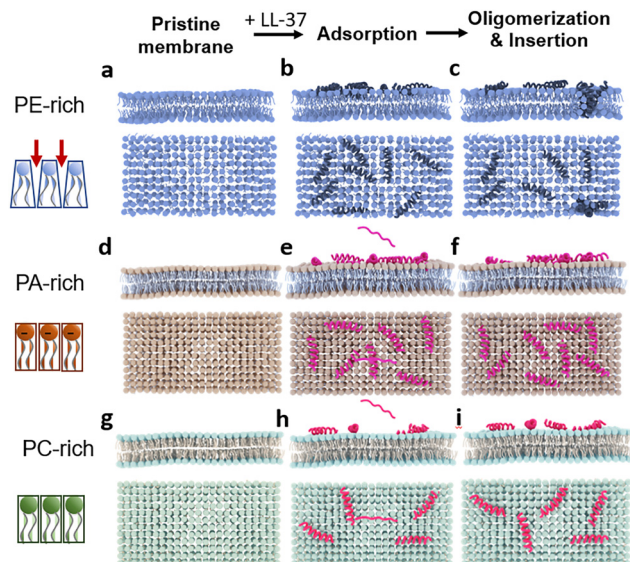 Pristine membrane
+ LL-37
Adsorption
Oligomerization & Insertion
PE-rich
a
b
c
PA-rich
d
e
f
PC-rich
g
h
i